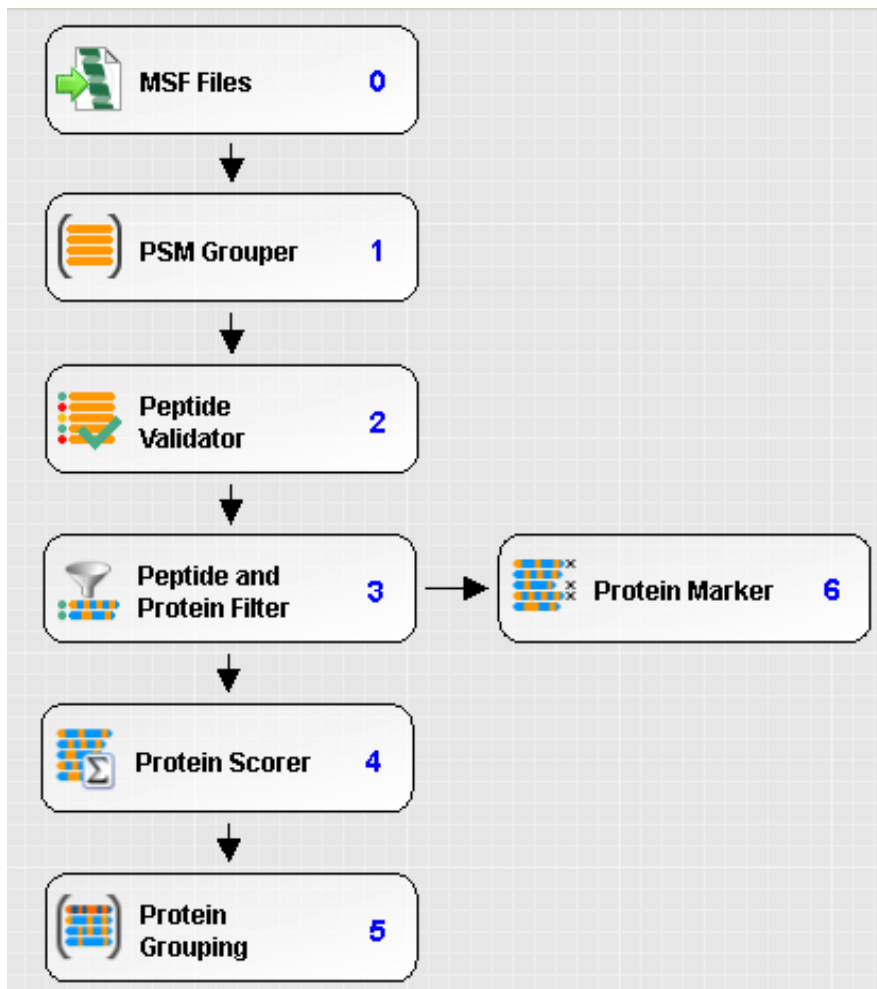 MSF Files 0
PSM Grouper 1
Peptide
Validator 2
Peptide and
Protein Filter 3
Protein Marker 6
Protein Scorer 4
Protein
Grouping 5